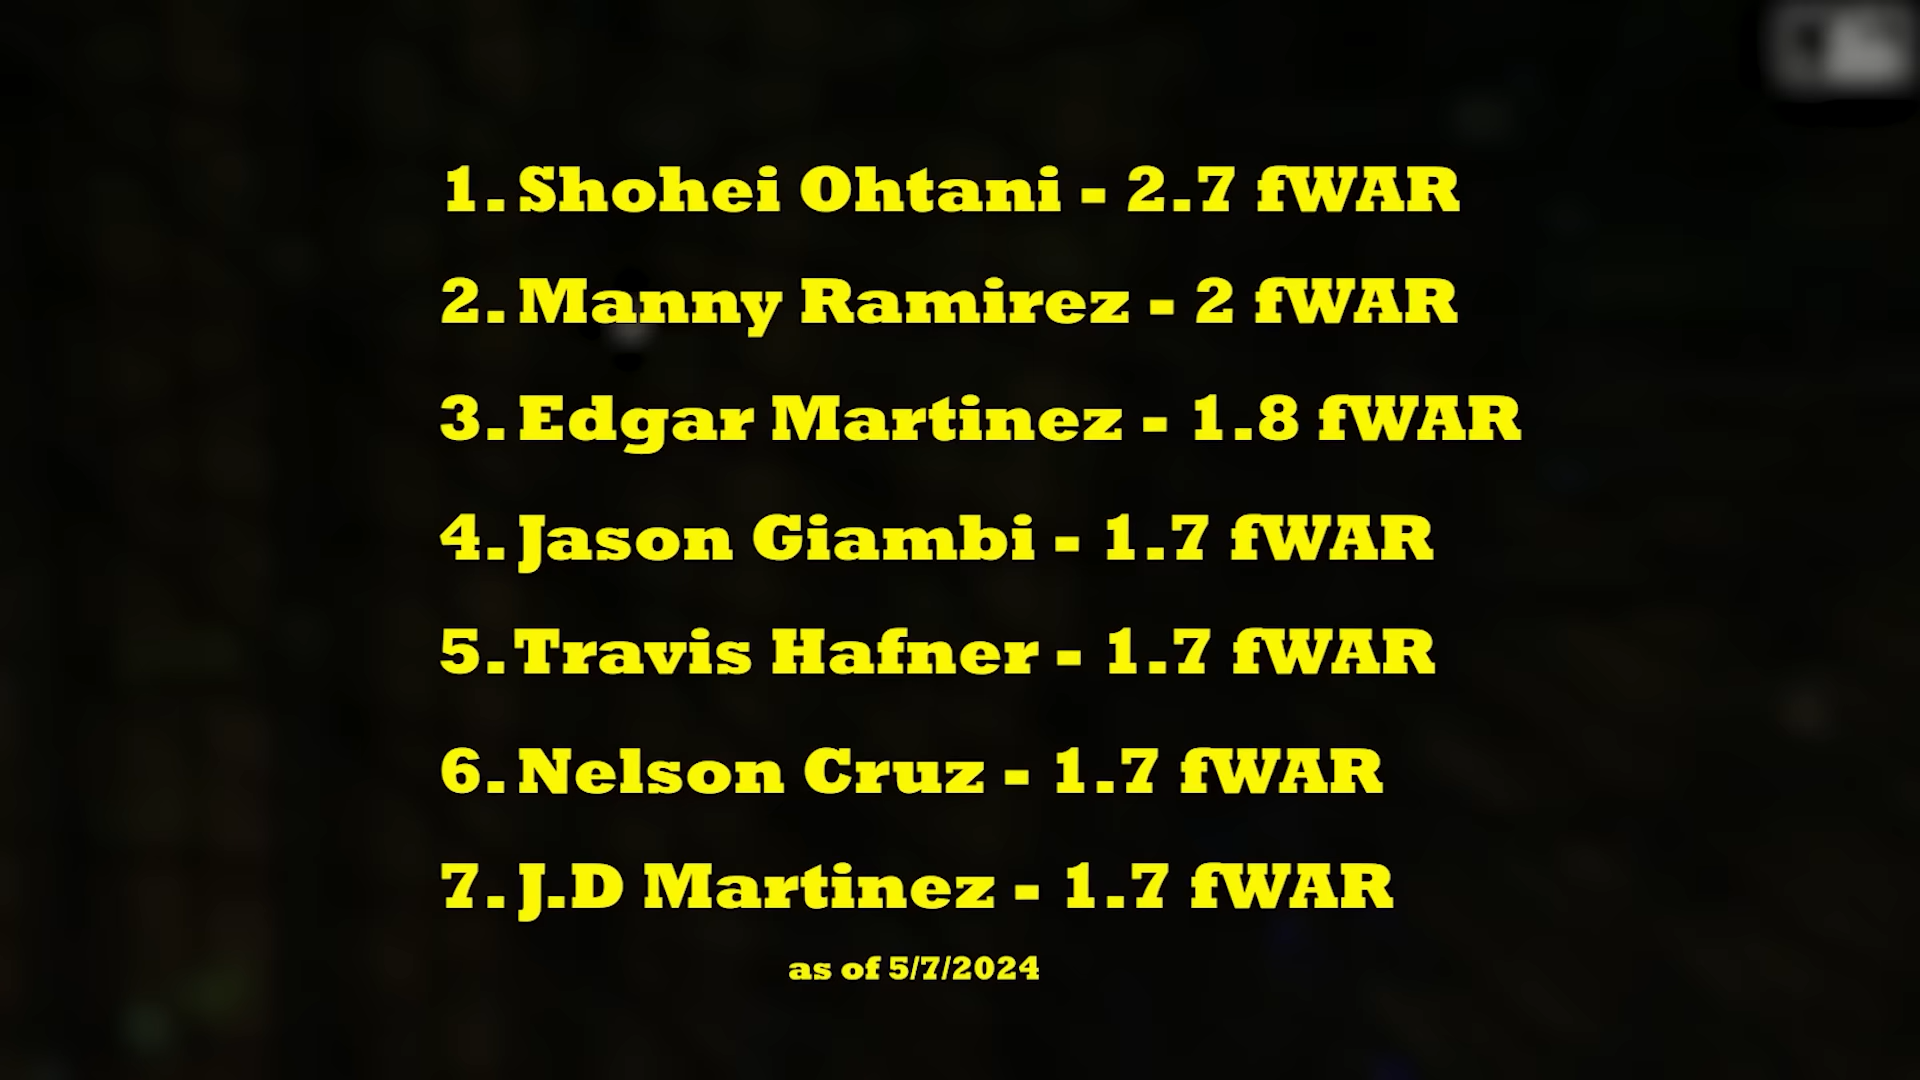 1. Shohei Ohtani - 2.7 fWAR
2. Manny Ramirez - 2 fWAR
3. Edgar Martinez - 1.8 fWAR
4. Jason Giambi - 1.7 fWAR
5. Travis Hafner - 1.7 fWAR
6. Nelson Cruz - 1.7 fWAR
7. J.D Martinez - 1.7 fWAR
as of 5/7/2024